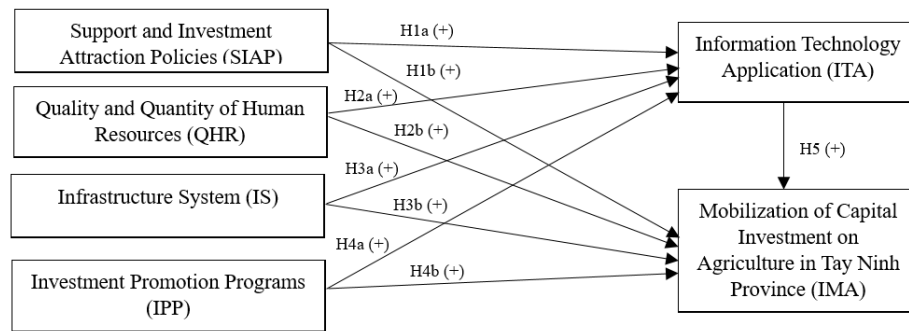 Support and Investment
Attraction Policies (SIAP)
Quality and Quantity of Human
Resources (QHR)
Infrastructure System (IS)
Investment Promotion Programs
(IPP)
H1a (+)
H1b (+)
H2a (+)
H2b (+)
H3a (+)
H3b (+)
H4a (+)
H4b (+)
Information Technology
Application (ITA)
H5 (+)
Mobilization of Capital
Investment on
Agriculture in Tay Ninh
Province (IMA)